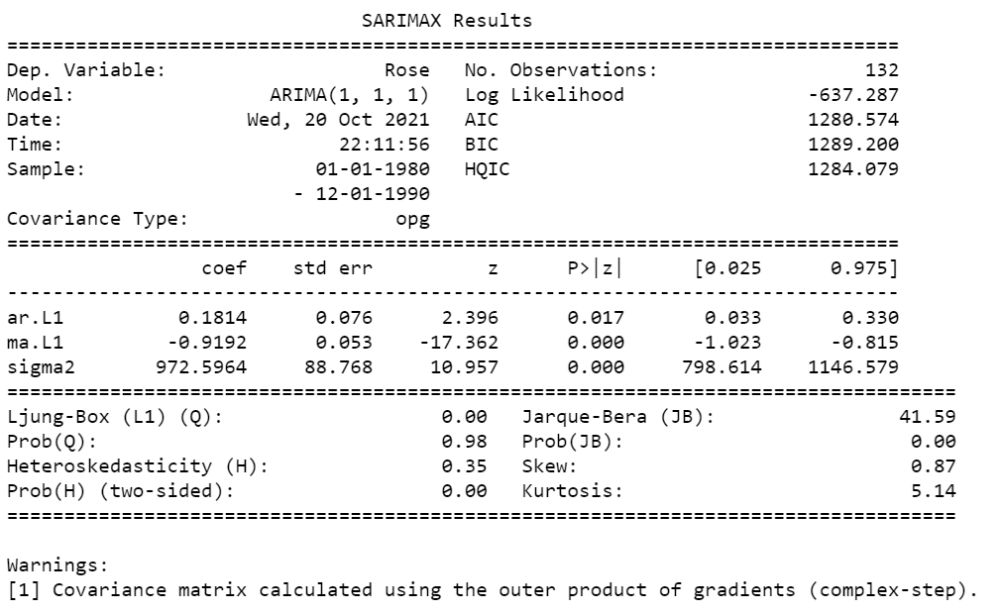 SARIMAX Results
==============================================================================
Dep. Variable:                   Rose   No. Observations:                  132
Model:                 ARIMA(1, 1, 1)   Log Likelihood                -637.287
Date:                Wed, 20 Oct 2021   AIC                           1280.574
Time:                        22:11:56   BIC                           1289.200
Sample:                    01-01-1980   HQIC                          1284.079
                         - 12-01-1990
Covariance Type:                  opg
==============================================================================
                 coef    std err          z      P>|z|      [0.025      0.975]
------------------------------------------------------------------------------
ar.L1          0.1814      0.076      2.396      0.017       0.033       0.330
ma.L1         -0.9192      0.053    -17.362      0.000      -1.023      -0.815
sigma2       972.5964     88.768     10.957      0.000     798.614    1146.579
===================================================================================
Ljung-Box (L1) (Q):                   0.00   Jarque-Bera (JB):                41.59
Prob(Q):                              0.98   Prob(JB):                         0.00
Heteroskedasticity (H):               0.35   Skew:                             0.87
Prob(H) (two-sided):                  0.00   Kurtosis:                         5.14
===================================================================================

Warnings:
[1] Covariance matrix calculated using the outer product of gradients (complex-step).